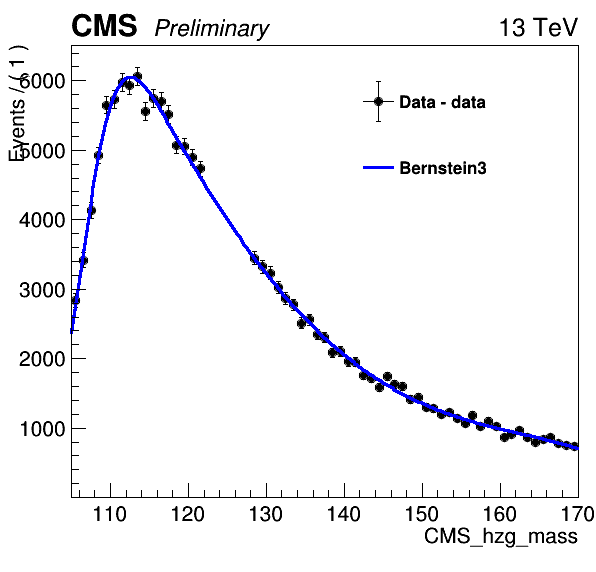 CMS Preliminary 13 TeV
Events / ( 1 )
6000
5000
4000
3000
2000
1000
Data - data
Bernstein3
110 120 130 140 150 160 170
CMS_hzg_mass